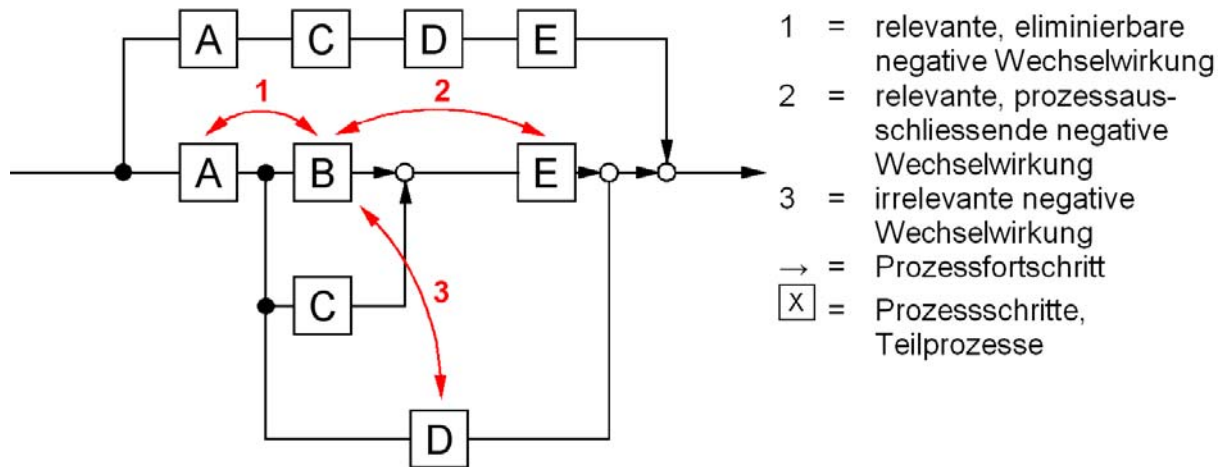 A C D E
1 2
A B E
C 3
D
1 = relevante, eliminierbare
negative Wechselwirkung
2 = relevante, prozessaus-
schliessende negative
Wechselwirkung
3 = irrelevante negative
Wechselwirkung
→ = Prozessfortschritt
X = Prozessschritte,
Teilprozesse